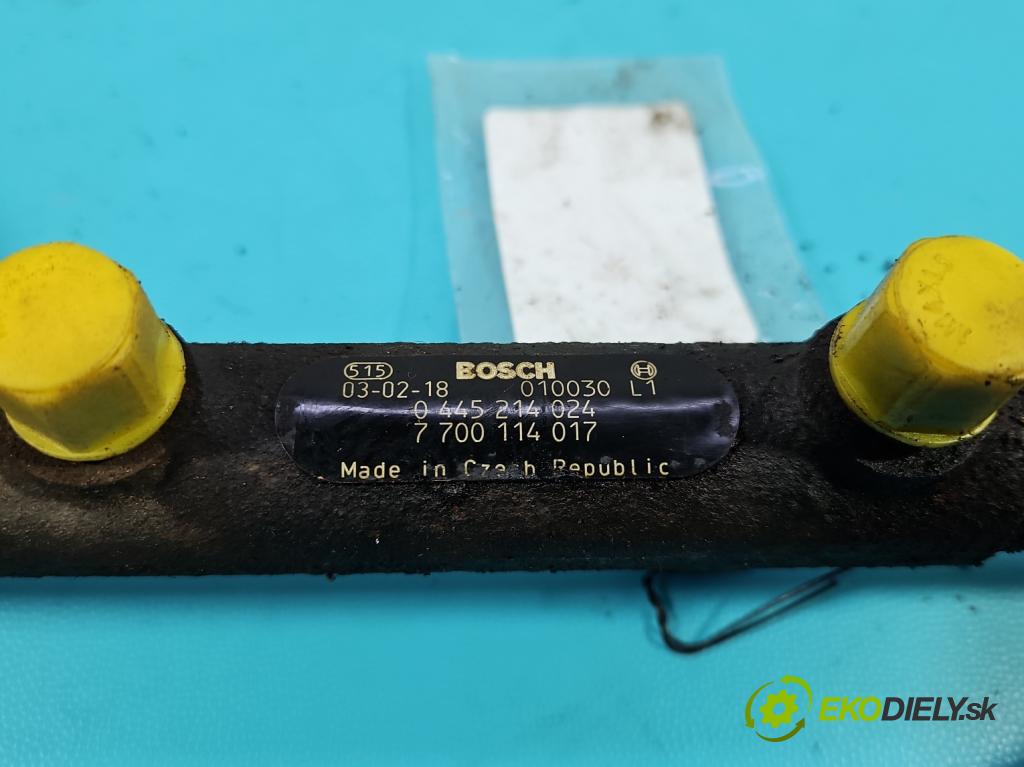 515 BOSCH
03-02-18 010030 L1
0 445 214 024
7 700 114 017
Made in Czech Republic
EKODIELY.sk